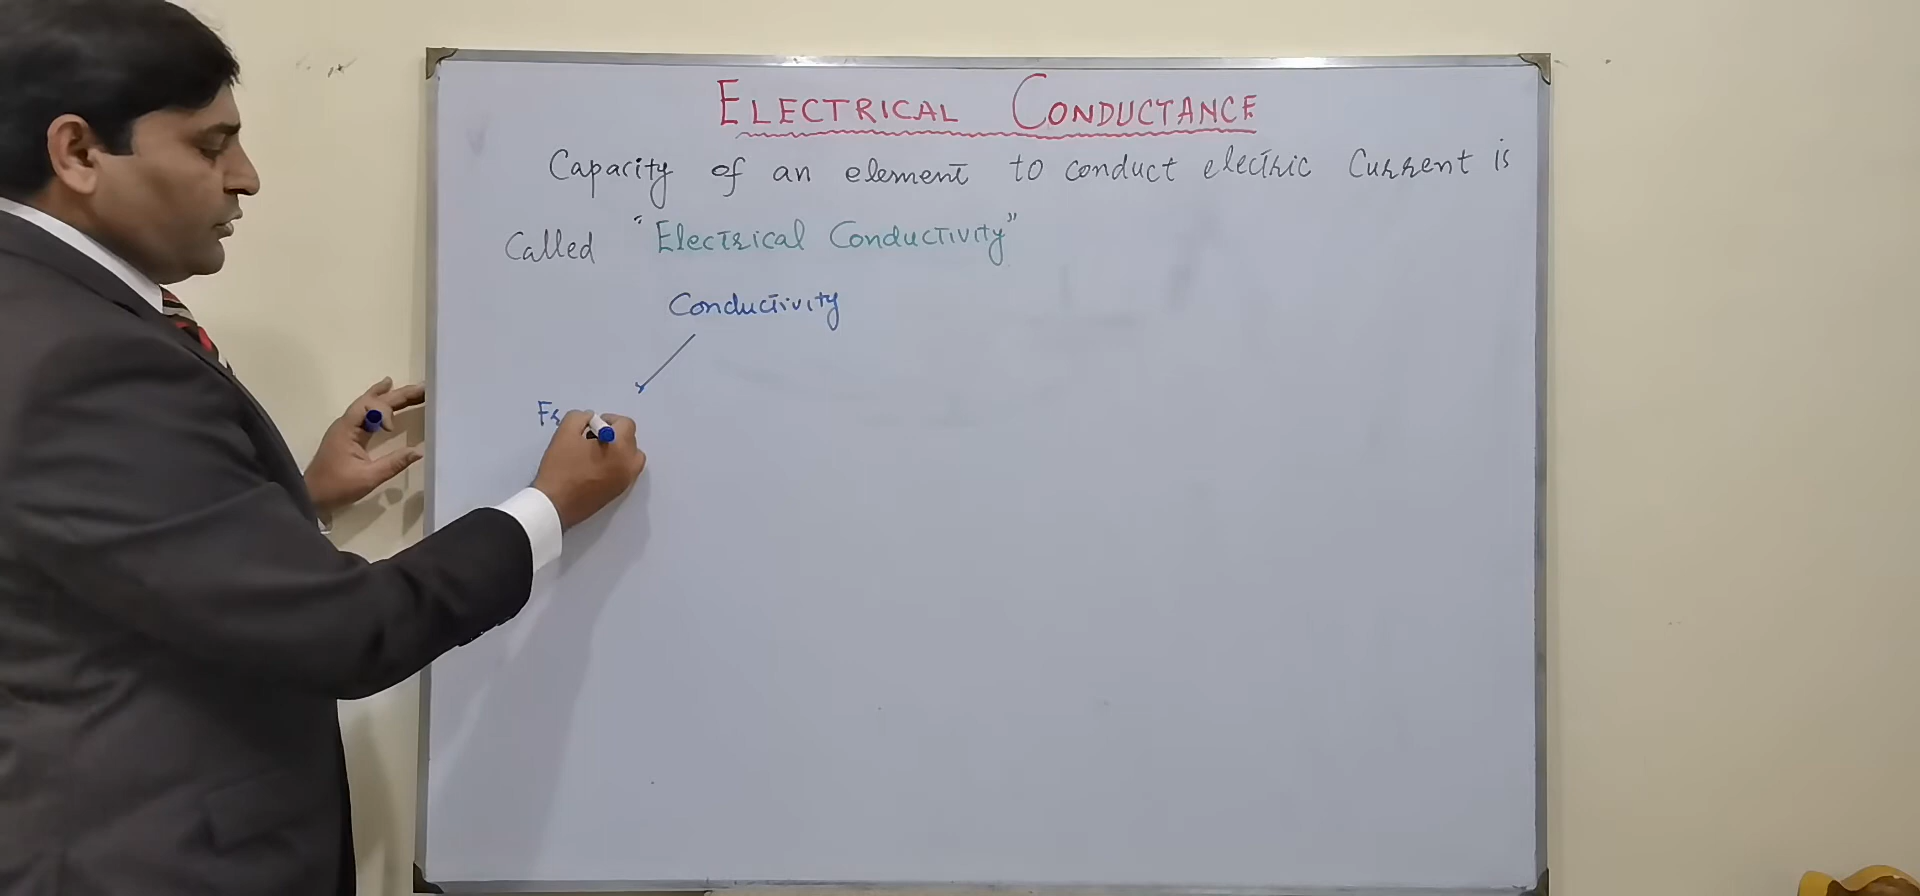 ELECTRICAL CONDUCTANCE
Capacity of an element to conduct electric Current is
Called "Electrical Conductivity"
Conductivity